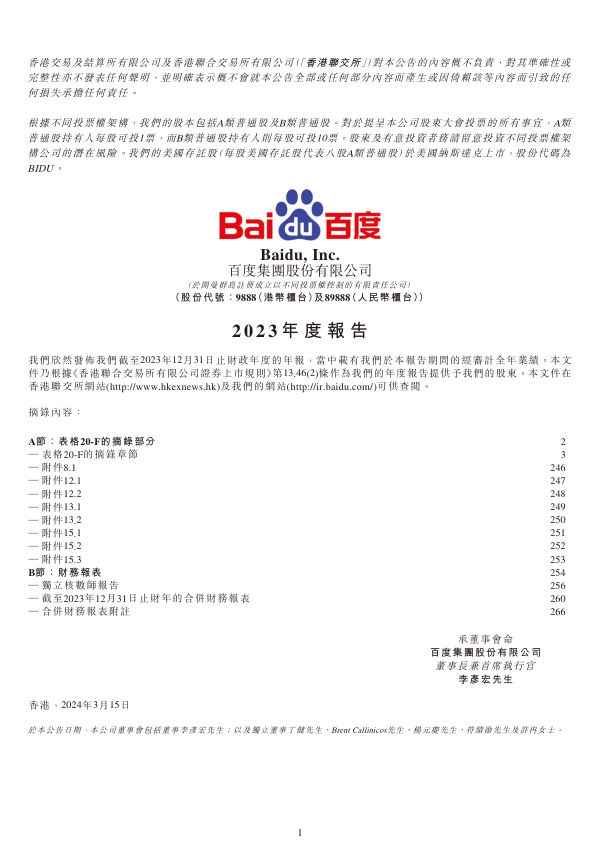 香港交易及結算所有限公司及香港聯合交易所有限公司(「香港聯交所」)對本公告的內容概不負責，對其準確性或
完整性亦不發表任何聲明，並明確表示概不會就本公告全部或任何部分內容而產生或因倚賴該等內容而引致的任
何損失承擔任何責任。
根據不同投票權架構，我們的股本包括A類普通股及B類普通股。對於提呈本公司股東大會投票的所有事宜，A類
普通股持有人每股可投1票，而B類普通股持有人則每股可投10票。股東及有意投資者務請留意投資不同投票權架
構公司的潛在風險。我們的美國存託股(每股美國存託股代表八股A類普通股)於美國納斯達克上市，股份代碼為
BIDU。
Bai du 百度
Baidu, Inc.
百度集團股份有限公司
(於開曼群島註冊成立以不同投票權控制的有限責任公司)
(股份代號：9888(港幣櫃台)及89888(人民幣櫃台))
2023年度報告
我們欣然發佈我們截至2023年12月31日止財政年度的年報，當中載有我們於本報告期間的經審計全年業績。本文
件乃根據《香港聯合交易所有限公司證券上市規則》第13.46(2)條作為我們的年度報告提供予我們的股東。本文件在
香港聯交所網站(http://www.hkexnews.hk)及我們的網站(http://ir.baidu.com/)可供查閱。
摘錄內容：
A節：表格20-F的摘錄部分 2
— 表格20-F的摘錄章節 3
— 附件8.1 246
— 附件12.1 247
— 附件12.2 248
— 附件13.1 249
— 附件13.2 250
— 附件15.1 251
— 附件15.2 252
— 附件15.3 253
B節：財務報表 254
— 獨立核數師報告 256
— 截至2023年12月31日止財年的合併財務報表 260
— 合併財務報表附註 266
承董事會命
百度集團股份有限公司
董事長兼首席執行官
李彥宏先生
香港，2024年3月15日
於本公告日期，本公司董事會包括董事李彥宏先生；以及獨立董事丁健先生、Brent Callinicos先生、楊元慶先生、符績勛先生及許冉女士。
1